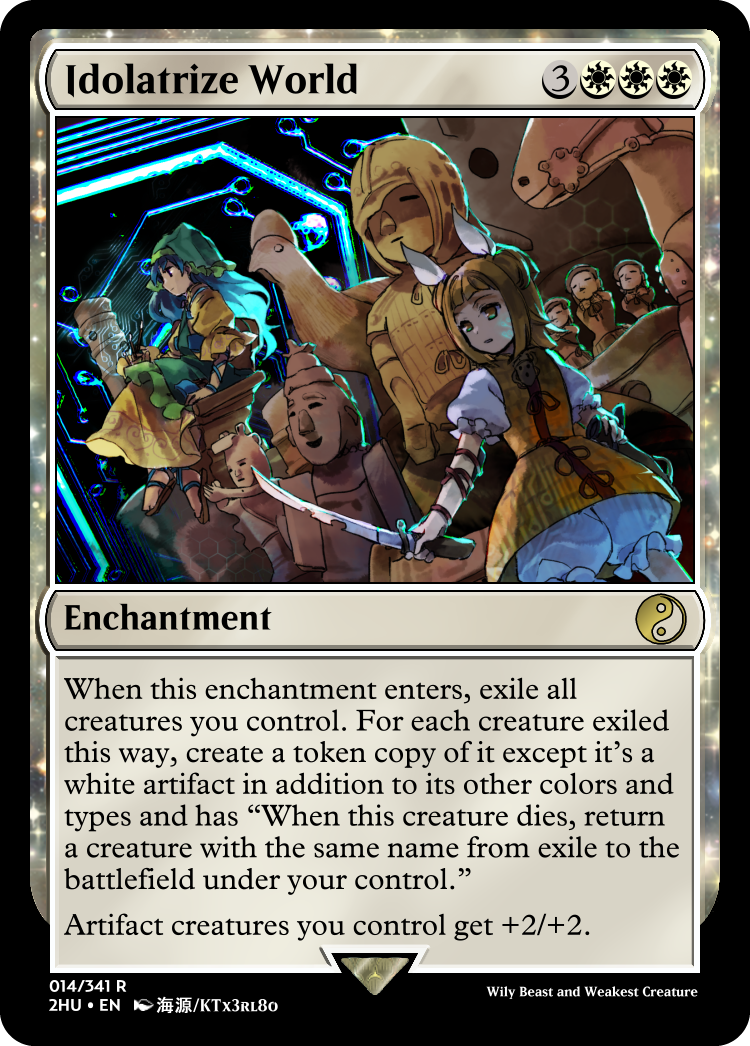 Idolatrize World 3
Enchantment
When this enchantment enters, exile all
creatures you control. For each creature exiled
this way, create a token copy of it except it’s a
white artifact in addition to its other colors and
types and has “When this creature dies, return
a creature with the same name from exile to the
battlefield under your control.”
Artifact creatures you control get +2/+2.
014/341 R
2HU • EN 海源/KTx3rl8o
Wily Beast and Weakest Creature